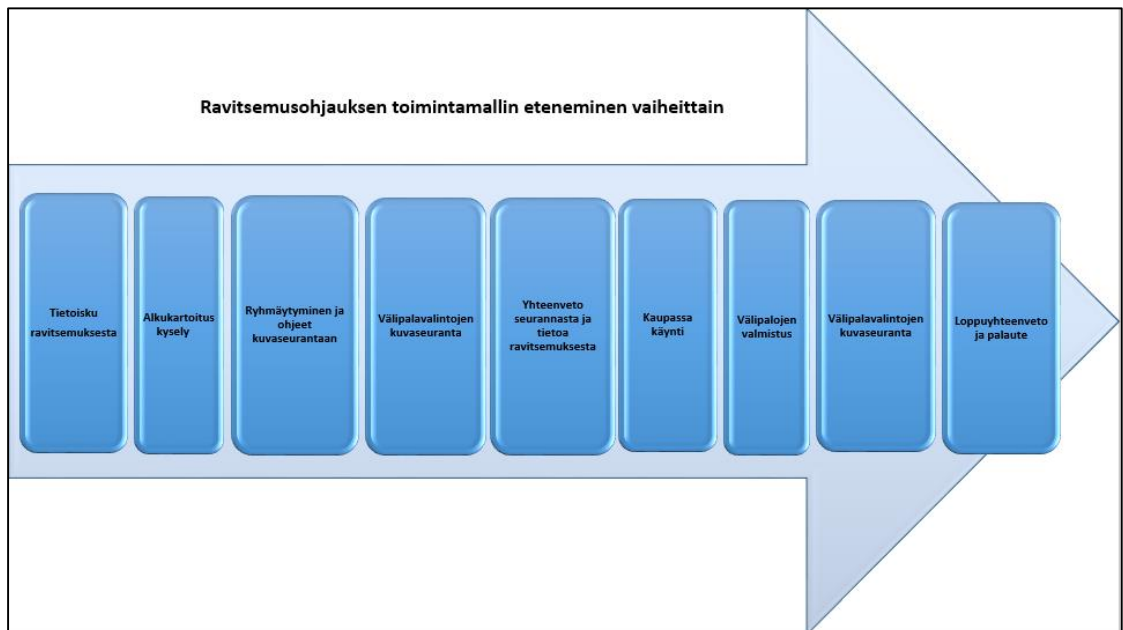 Ravitsemusohjauksen toimintamallin eteneminen vaiheittain
Tietoisku
ravitsemuksesta
Alkukartoitus
kysely
Ryhmäytyminen ja
ohjeet
kuvaseurantaan
Välipalavalintojen
kuvaseuranta
Yhteenveto
seurannasta ja
tietoa
ravitsemuksesta
Kaupassa
käynti
Välipalojen
valmistus
Välipalavalintojen
kuvaseuranta
Loppuyhteenveto
ja palaute